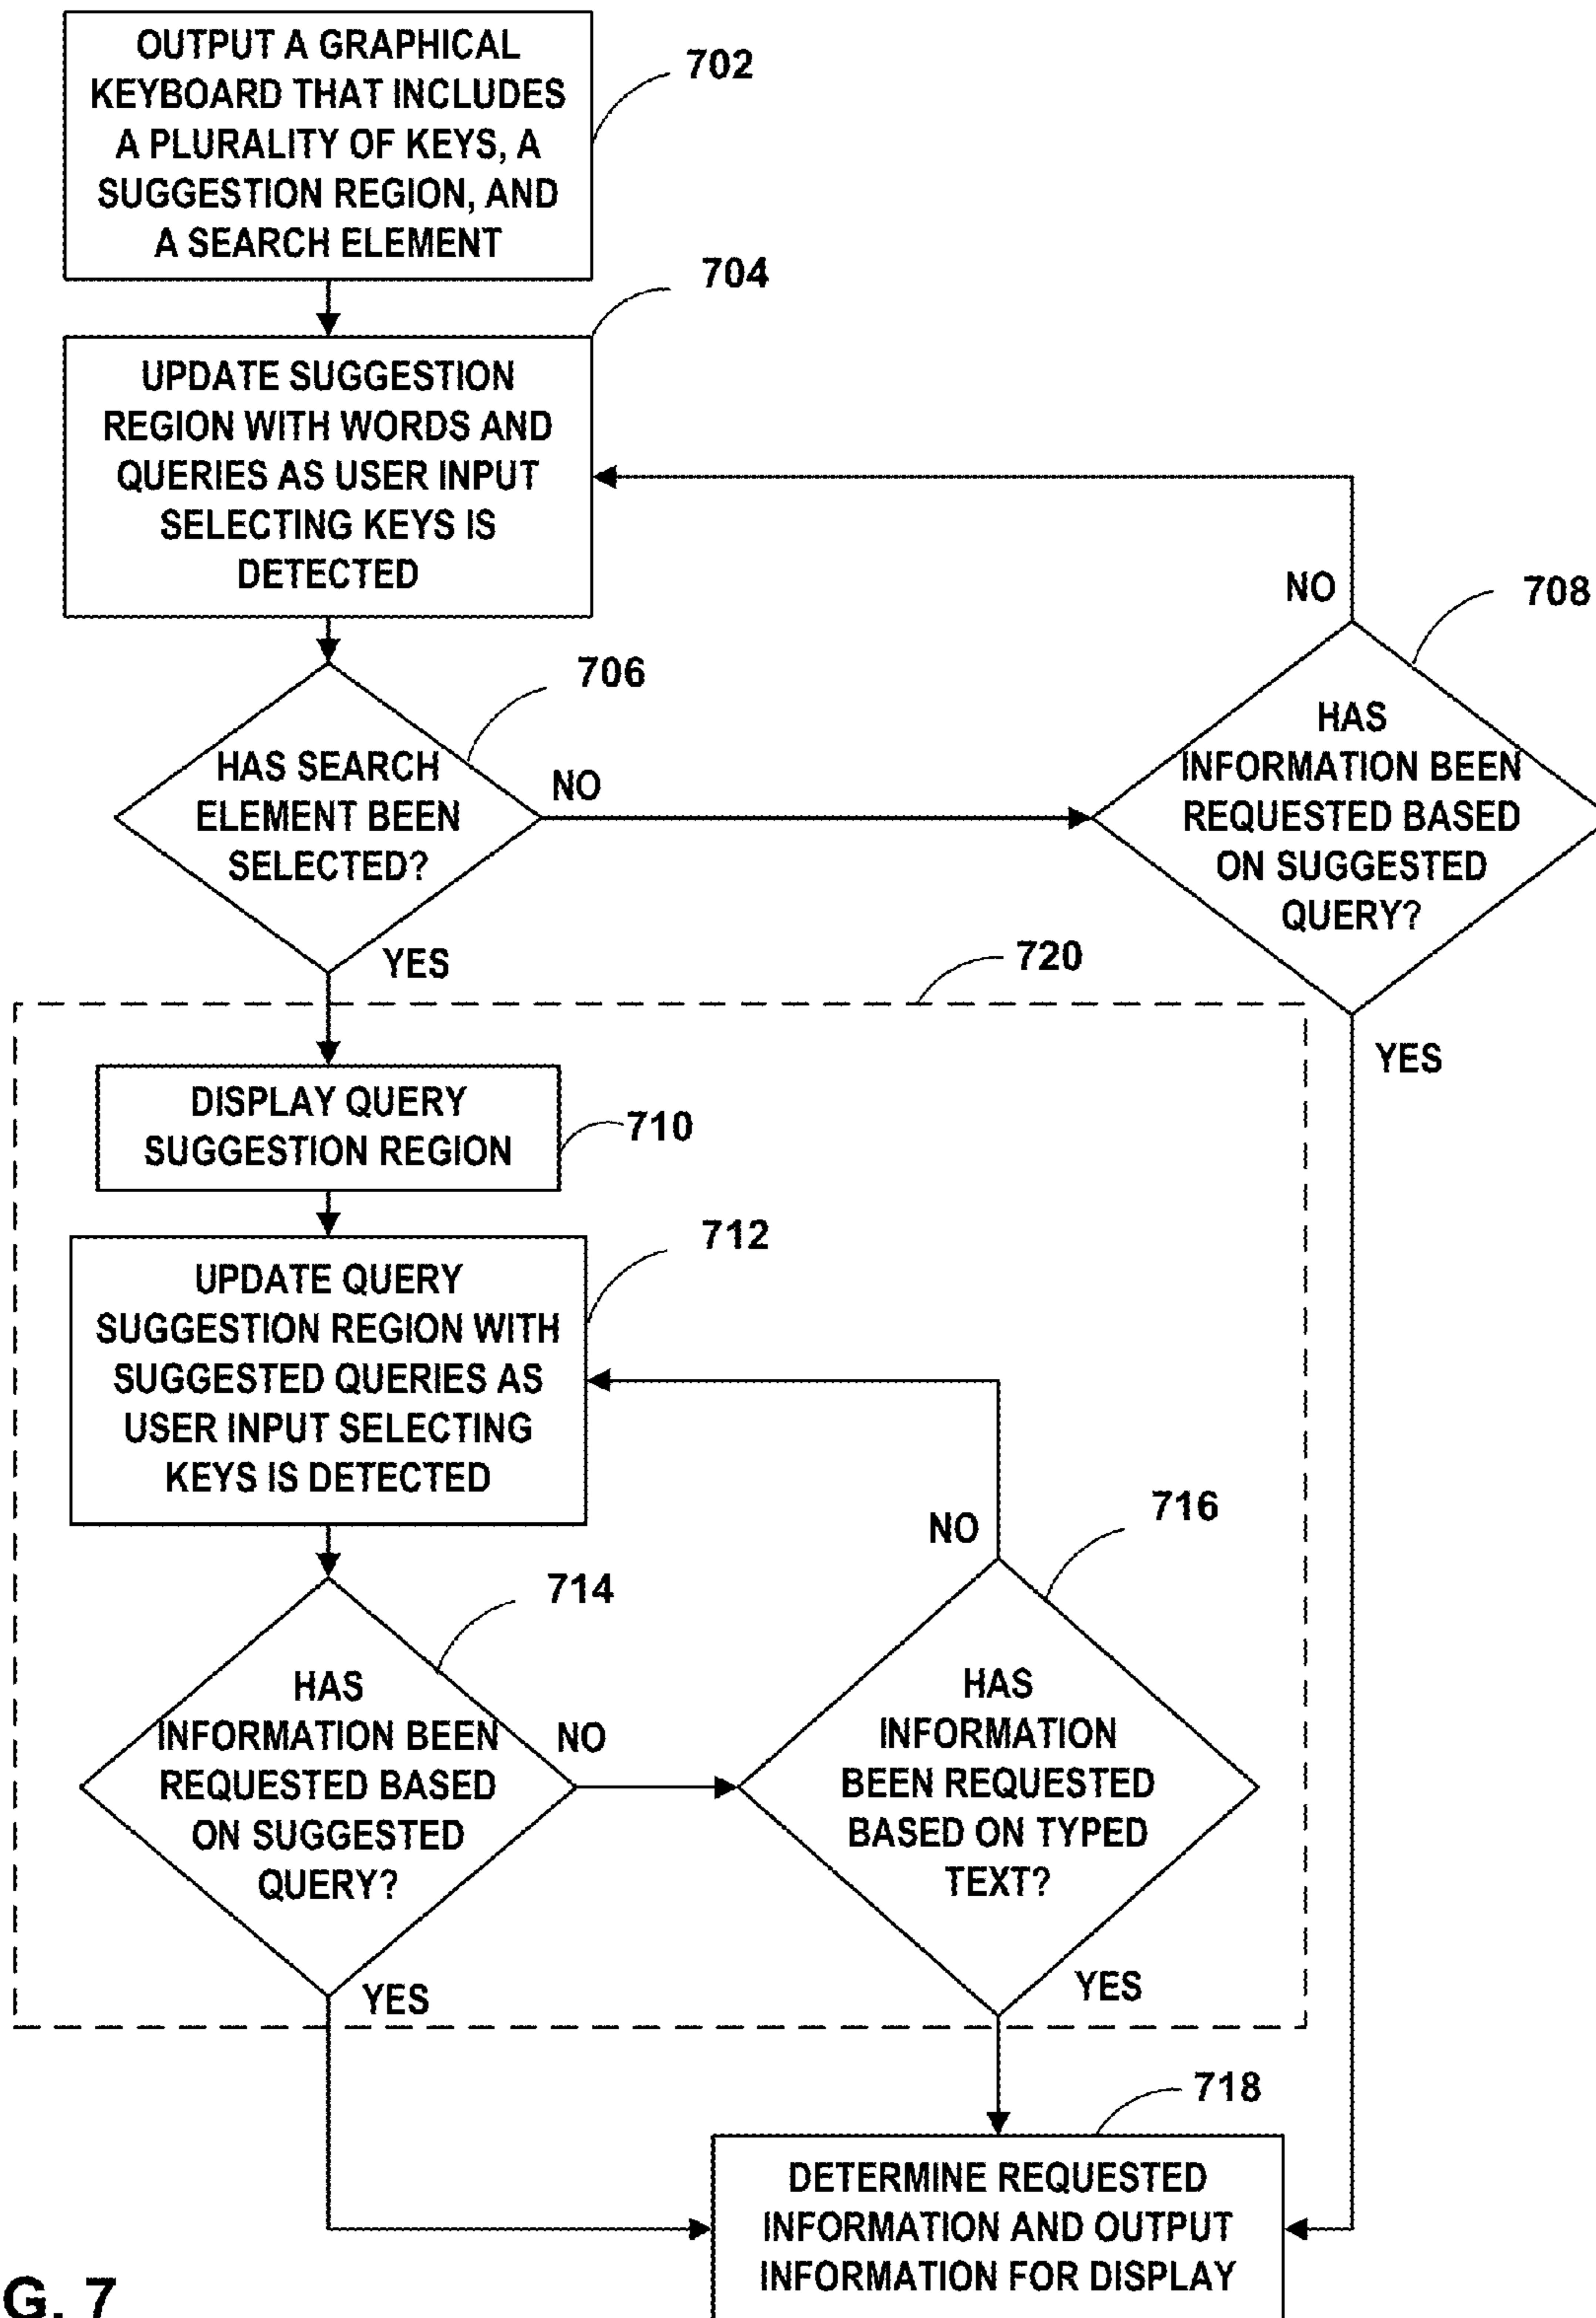 OUTPUT A GRAPHICAL
KEYBOARD THAT INCLUDES
A PLURALITY OF KEYS, A
SUGGESTION REGION, AND
A SEARCH ELEMENT
702
704
UPDATE SUGGESTION
REGION WITH WORDS AND
QUERIES AS USER INPUT
SELECTING KEYS IS
DETECTED
706
HAS SEARCH
ELEMENT BEEN
SELECTED?
NO
YES
NO
708
HAS
INFORMATION BEEN
REQUESTED BASED
ON SUGGESTED
QUERY?
YES
720
DISPLAY QUERY
SUGGESTION REGION
710
712
UPDATE QUERY
SUGGESTION REGION WITH
SUGGESTED QUERIES AS
USER INPUT SELECTING
KEYS IS DETECTED
714
HAS
INFORMATION BEEN
REQUESTED BASED
ON SUGGESTED
QUERY?
NO
YES
NO
716
HAS
INFORMATION
BEEN REQUESTED
BASED ON TYPED
TEXT?
YES
718
DETERMINE REQUESTED
INFORMATION AND OUTPUT
INFORMATION FOR DISPLAY
G. 7